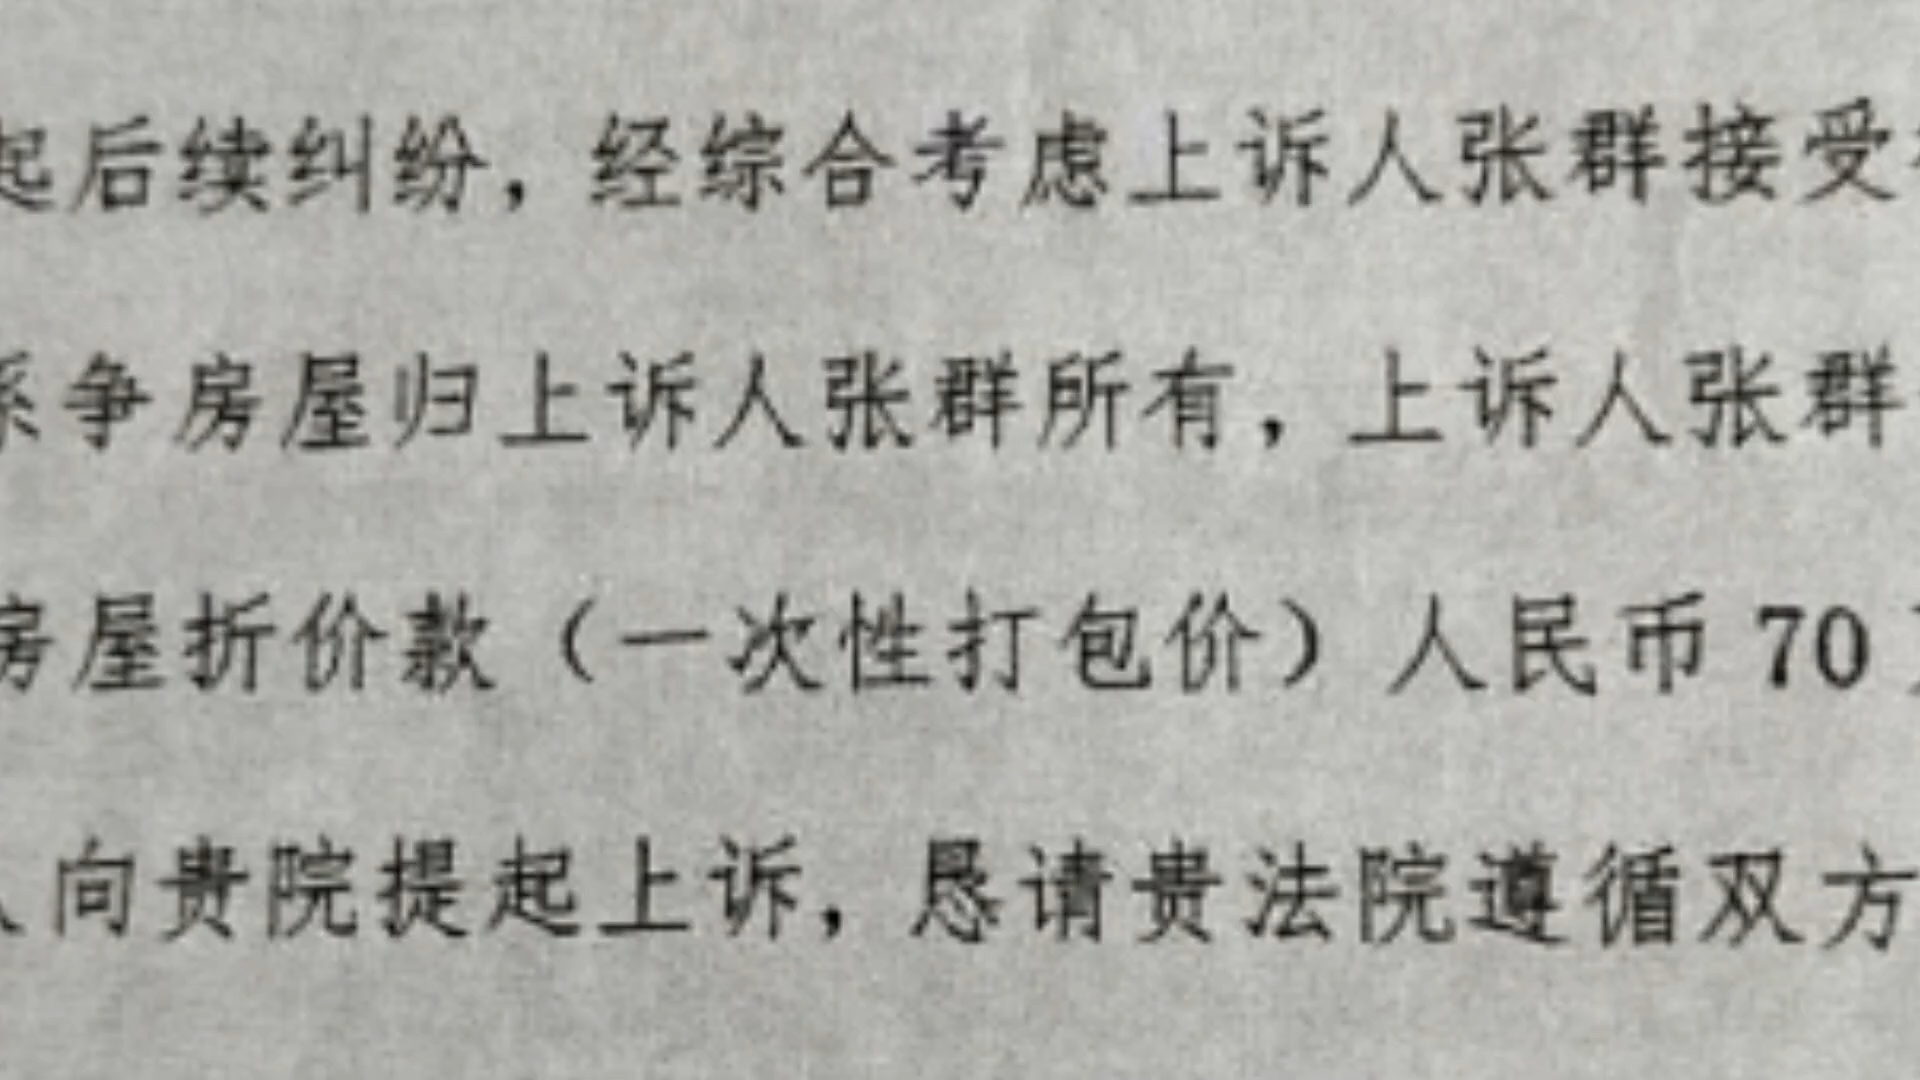 起后续纠纷，经综合考虑上诉人张群接受
系争房屋归上诉人张群所有，上诉人张群
房屋折价款（一次性打包价）人民币 70
向贵院提起上诉，恳请贵法院遵循双方